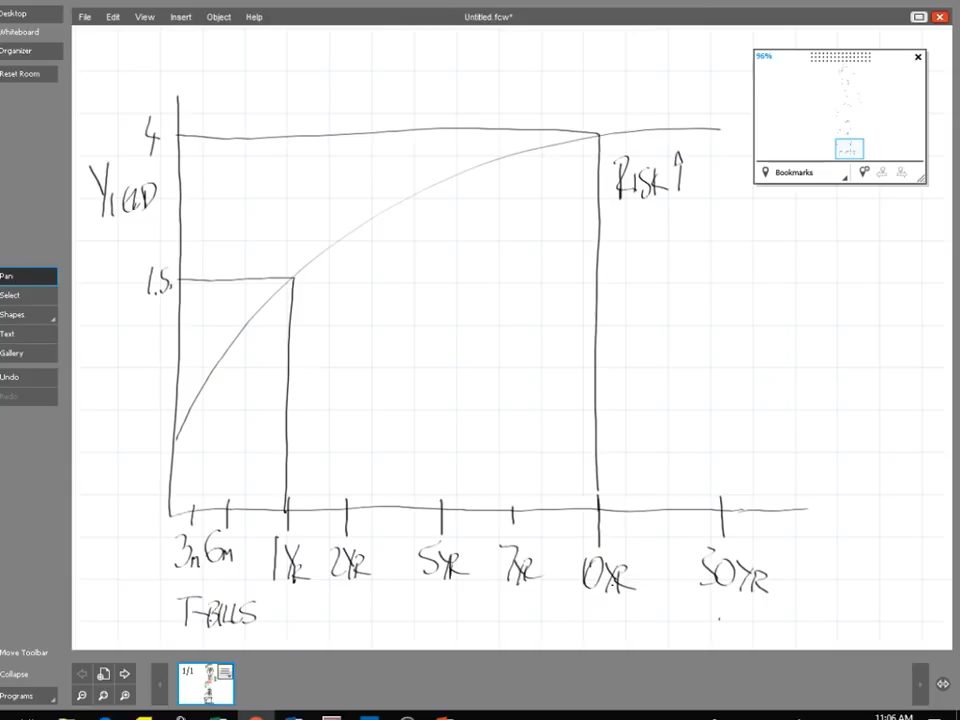 Desktop
Whiteboard
Organizer
Reset Room
File Edit View Insert Object Help
Untitled.fcw*
96%
Bookmarks
4
YIELD
RISK↑
1.5
Pan
Select
Shapes
Text
Gallery
Undo
Redo
3m 6m 1YR 2YR 5YR 7YR 10YR 30YR
T-BILLS
Move Toolbar
Collapse
Programs
1/1
11:06 AM